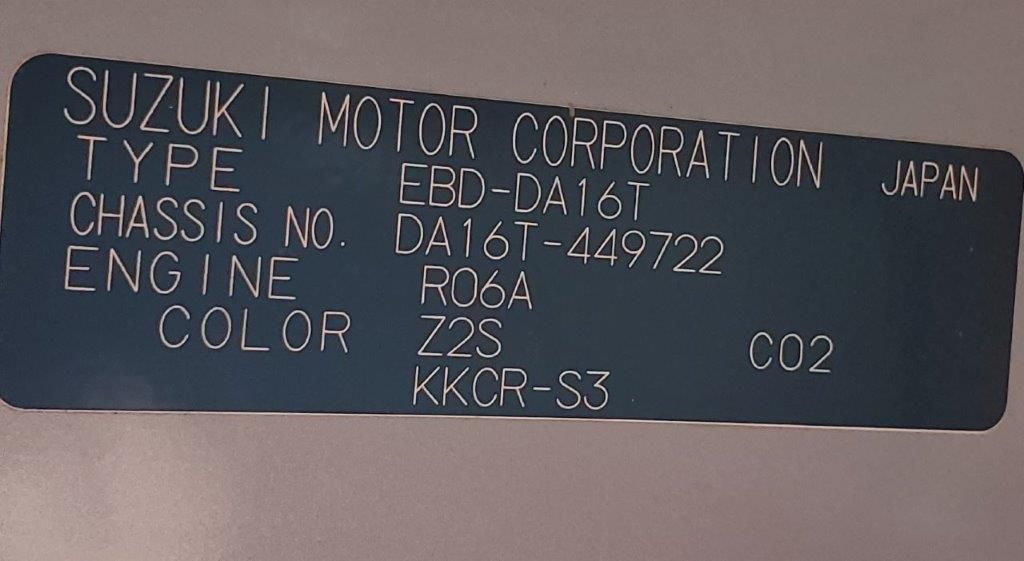 SUZUKI MOTOR CORPORATION JAPAN
TYPE EBD-DA16T
CHASSIS NO. DA16T-449722
ENGINE R06A
COLOR Z2S C02
KKCR-S3